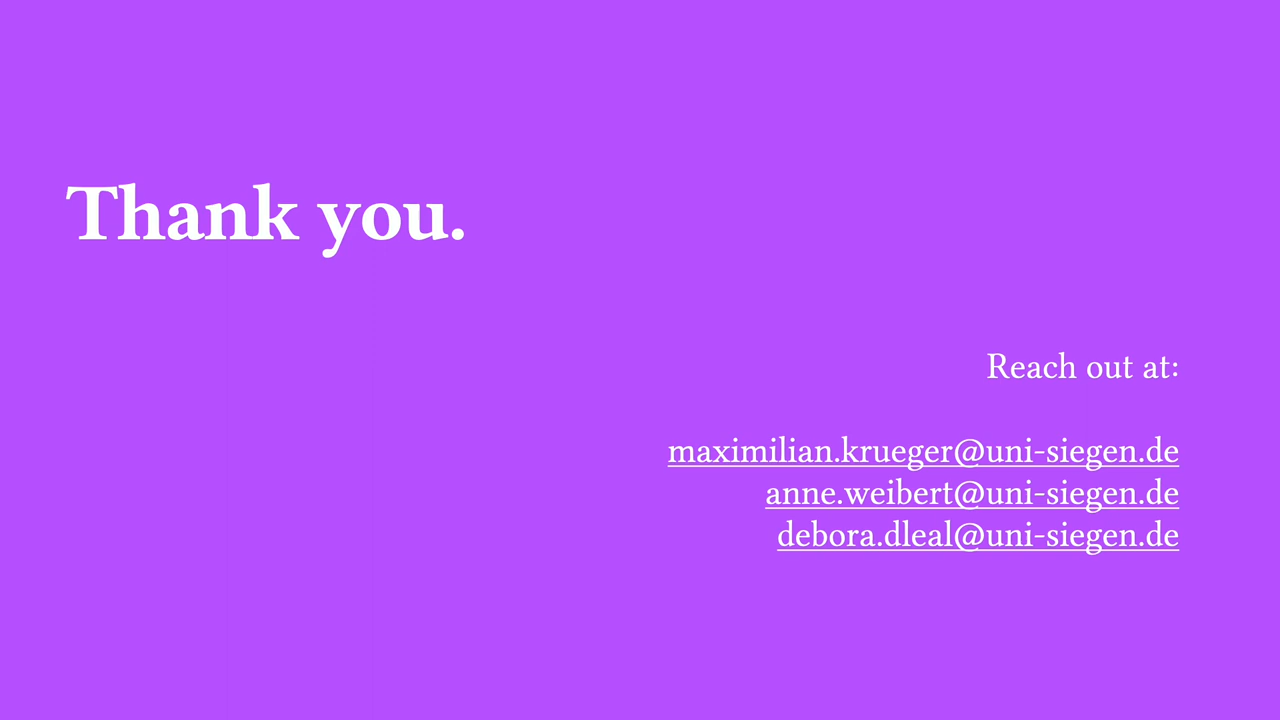 Thank you.
Reach out at:
maximilian.krueger@uni-siegen.de
anne.weibert@uni-siegen.de
debora.dleal@uni-siegen.de